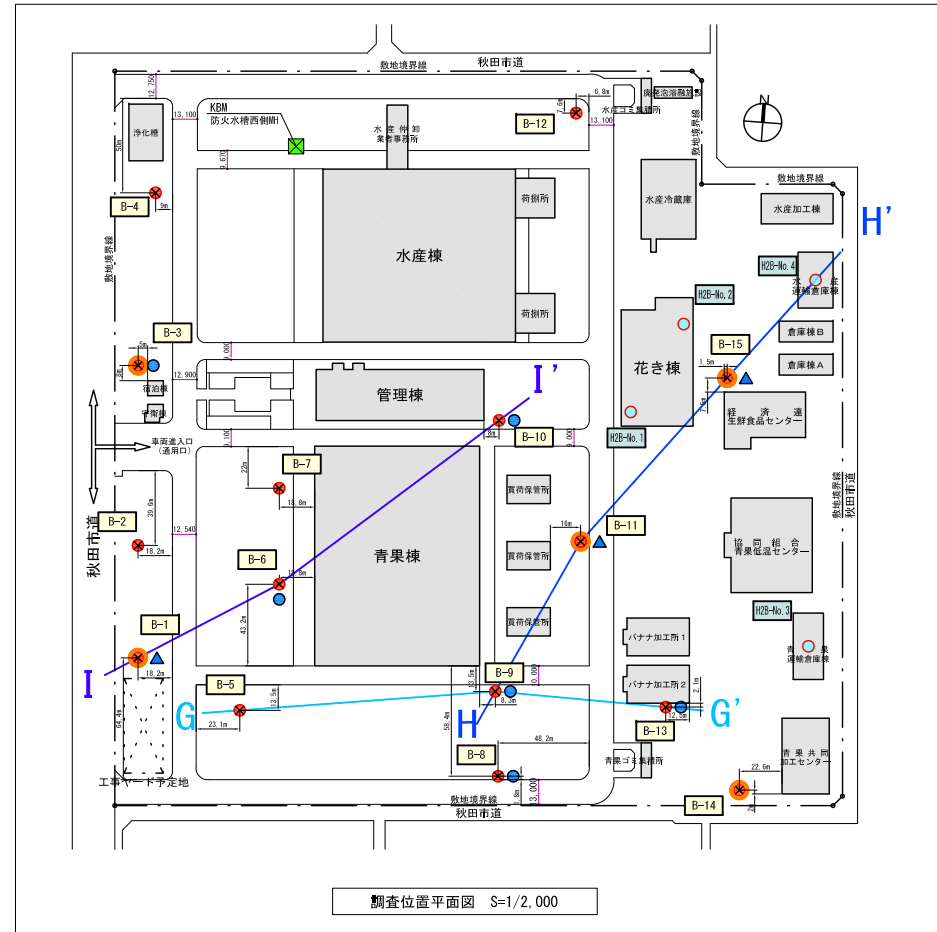 秋田市道
敷地境界線
12,750
KBM
防火水槽西側MH
浄化槽
50m
13,100
9,670
水産仲卸
業者事務所
B-12
7.6m
6.8m
13,100
水産ゴミ集積所
敷地境界線
N
敷地境界線
B-4
9m
敷地境界線
水産棟
荷捌所
荷捌所
水産冷蔵庫
水産加工棟
H'
H2B-No.4
水産
運輸倉庫棟
H2B-No.2
倉庫棟B
倉庫棟A
B-3
5m
8m
宿泊棟
守衛棟
12,900
9,000
管理棟
I'
花き棟
B-15
1.5m
7.6m
経済連
生鮮食品センター
H2B-No.1
車両進入口
(通用口)
9,100
8m
B-10
9,000
B-7
22m
18.8m
39.6m
B-2
18.2m
秋田市道
12,540
B-6
18.8m
43.2m
青果棟
買荷保管所
買荷保管所
買荷保管所
16m
B-11
協同組合
青果低温センター
敷地境界線
秋田市道
H2B-No.3
青果
運輸倉庫棟
B-1
18.2m
I
64.4m
工事ヤード予定地
バナナ加工所1
バナナ加工所2
2.1m
12.5m
B-13
G'
B-5
G
23.1m
13.5m
13.5m
B-9
10,000
8.3m
H
58.4m
48.2m
B-8
1.8m
13,000
青果ゴミ集積所
22.6m
2m
B-14
青果共同
加工センター
敷地境界線
秋田市道
調査位置平面図 S=1/2,000